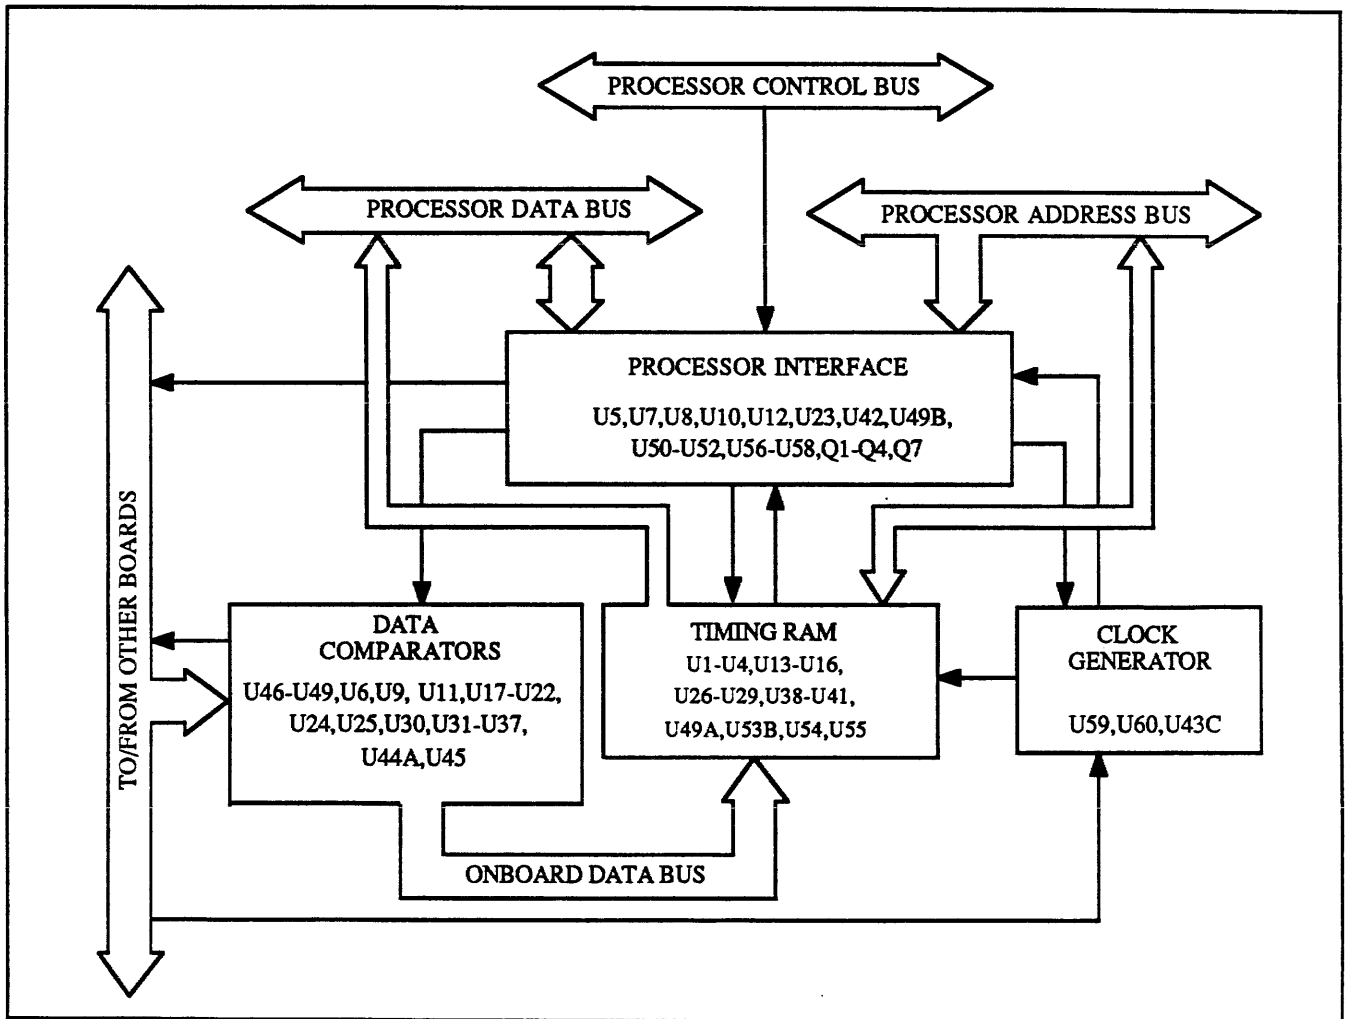 PROCESSOR CONTROL BUS
PROCESSOR DATA BUS
PROCESSOR ADDRESS BUS
PROCESSOR INTERFACE
U5,U7,U8,U10,U12,U23,U42,U49B,
U50-U52,U56-U58,Q1-Q4,Q7
TO/FROM OTHER BOARDS
DATA
COMPARATORS
U46-U49,U6,U9, U11,U17-U22,
U24,U25,U30,U31-U37,
U44A,U45
TIMING RAM
U1-U4,U13-U16,
U26-U29,U38-U41,
U49A,U53B,U54,U55
CLOCK
GENERATOR
U59,U60,U43C
ONBOARD DATA BUS